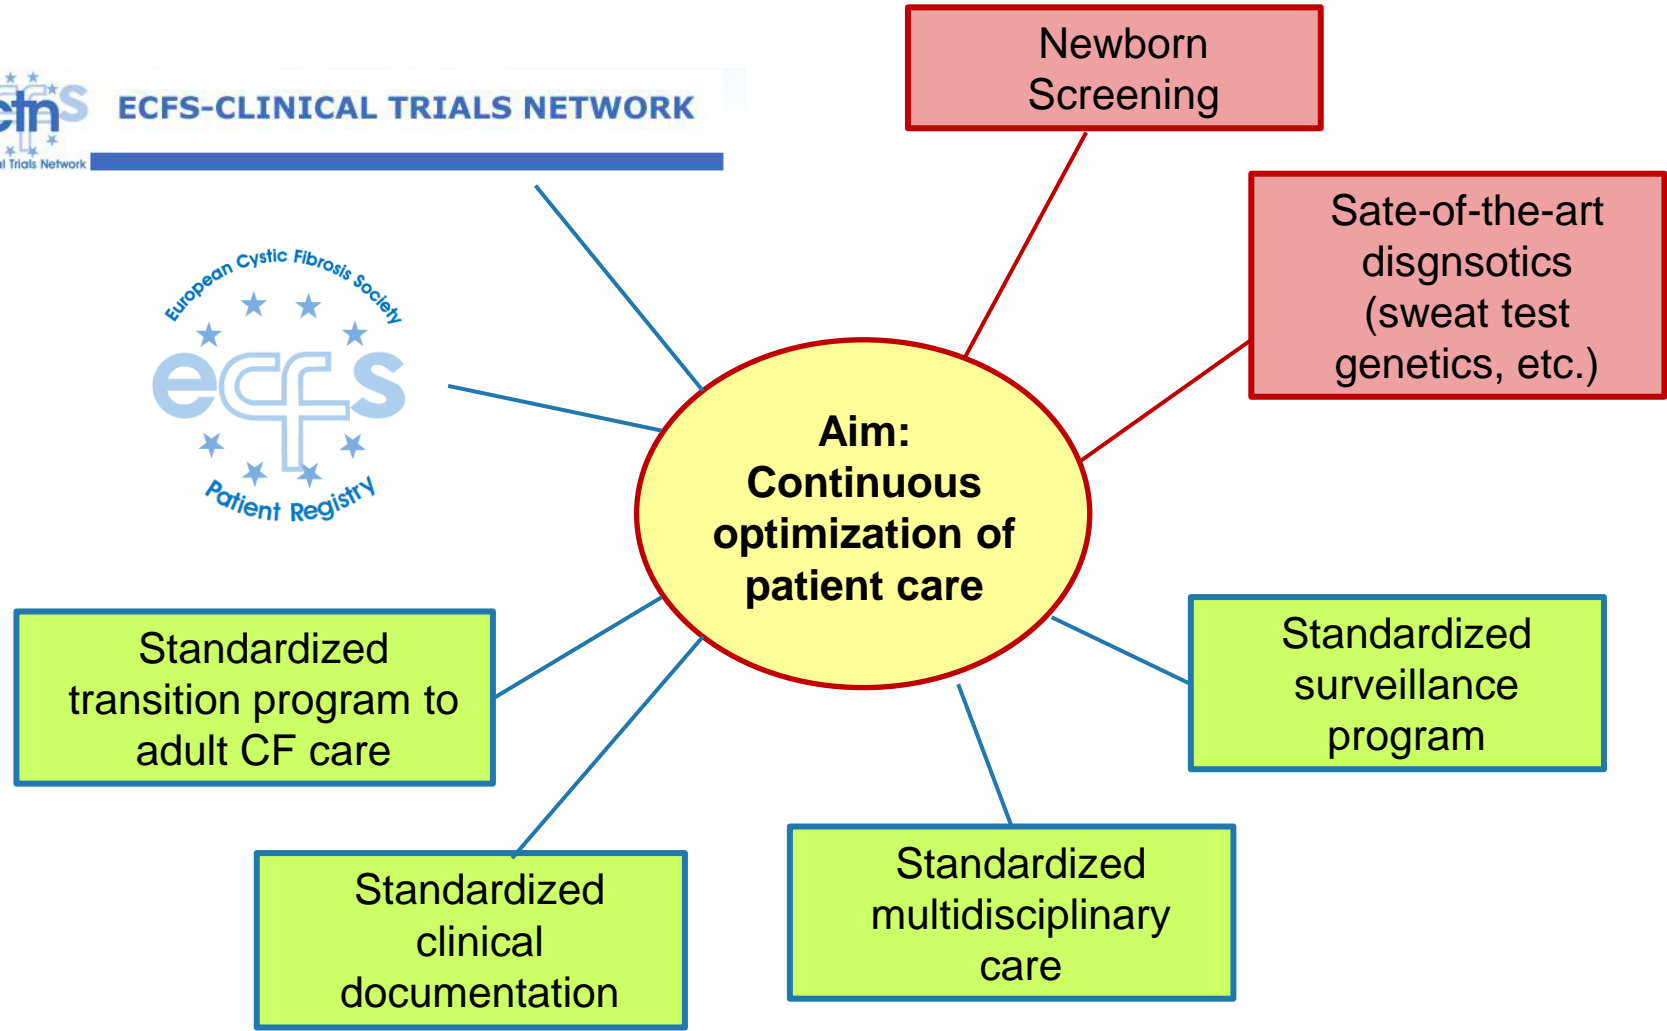 Newborn
Screening
ctn
ECFS-CLINICAL TRIALS NETWORK
Trials Network
Sate-of-the-art
disgnsotics
(sweat test
genetics, etc.)
European Cystic Fibrosis Society
ecfs
Patient Registry
Aim:
Continuous
optimization of
patient care
Standardized
transition program to
adult CF care
Standardized
surveillance
program
Standardized
clinical
documentation
Standardized
multidisciplinary
care